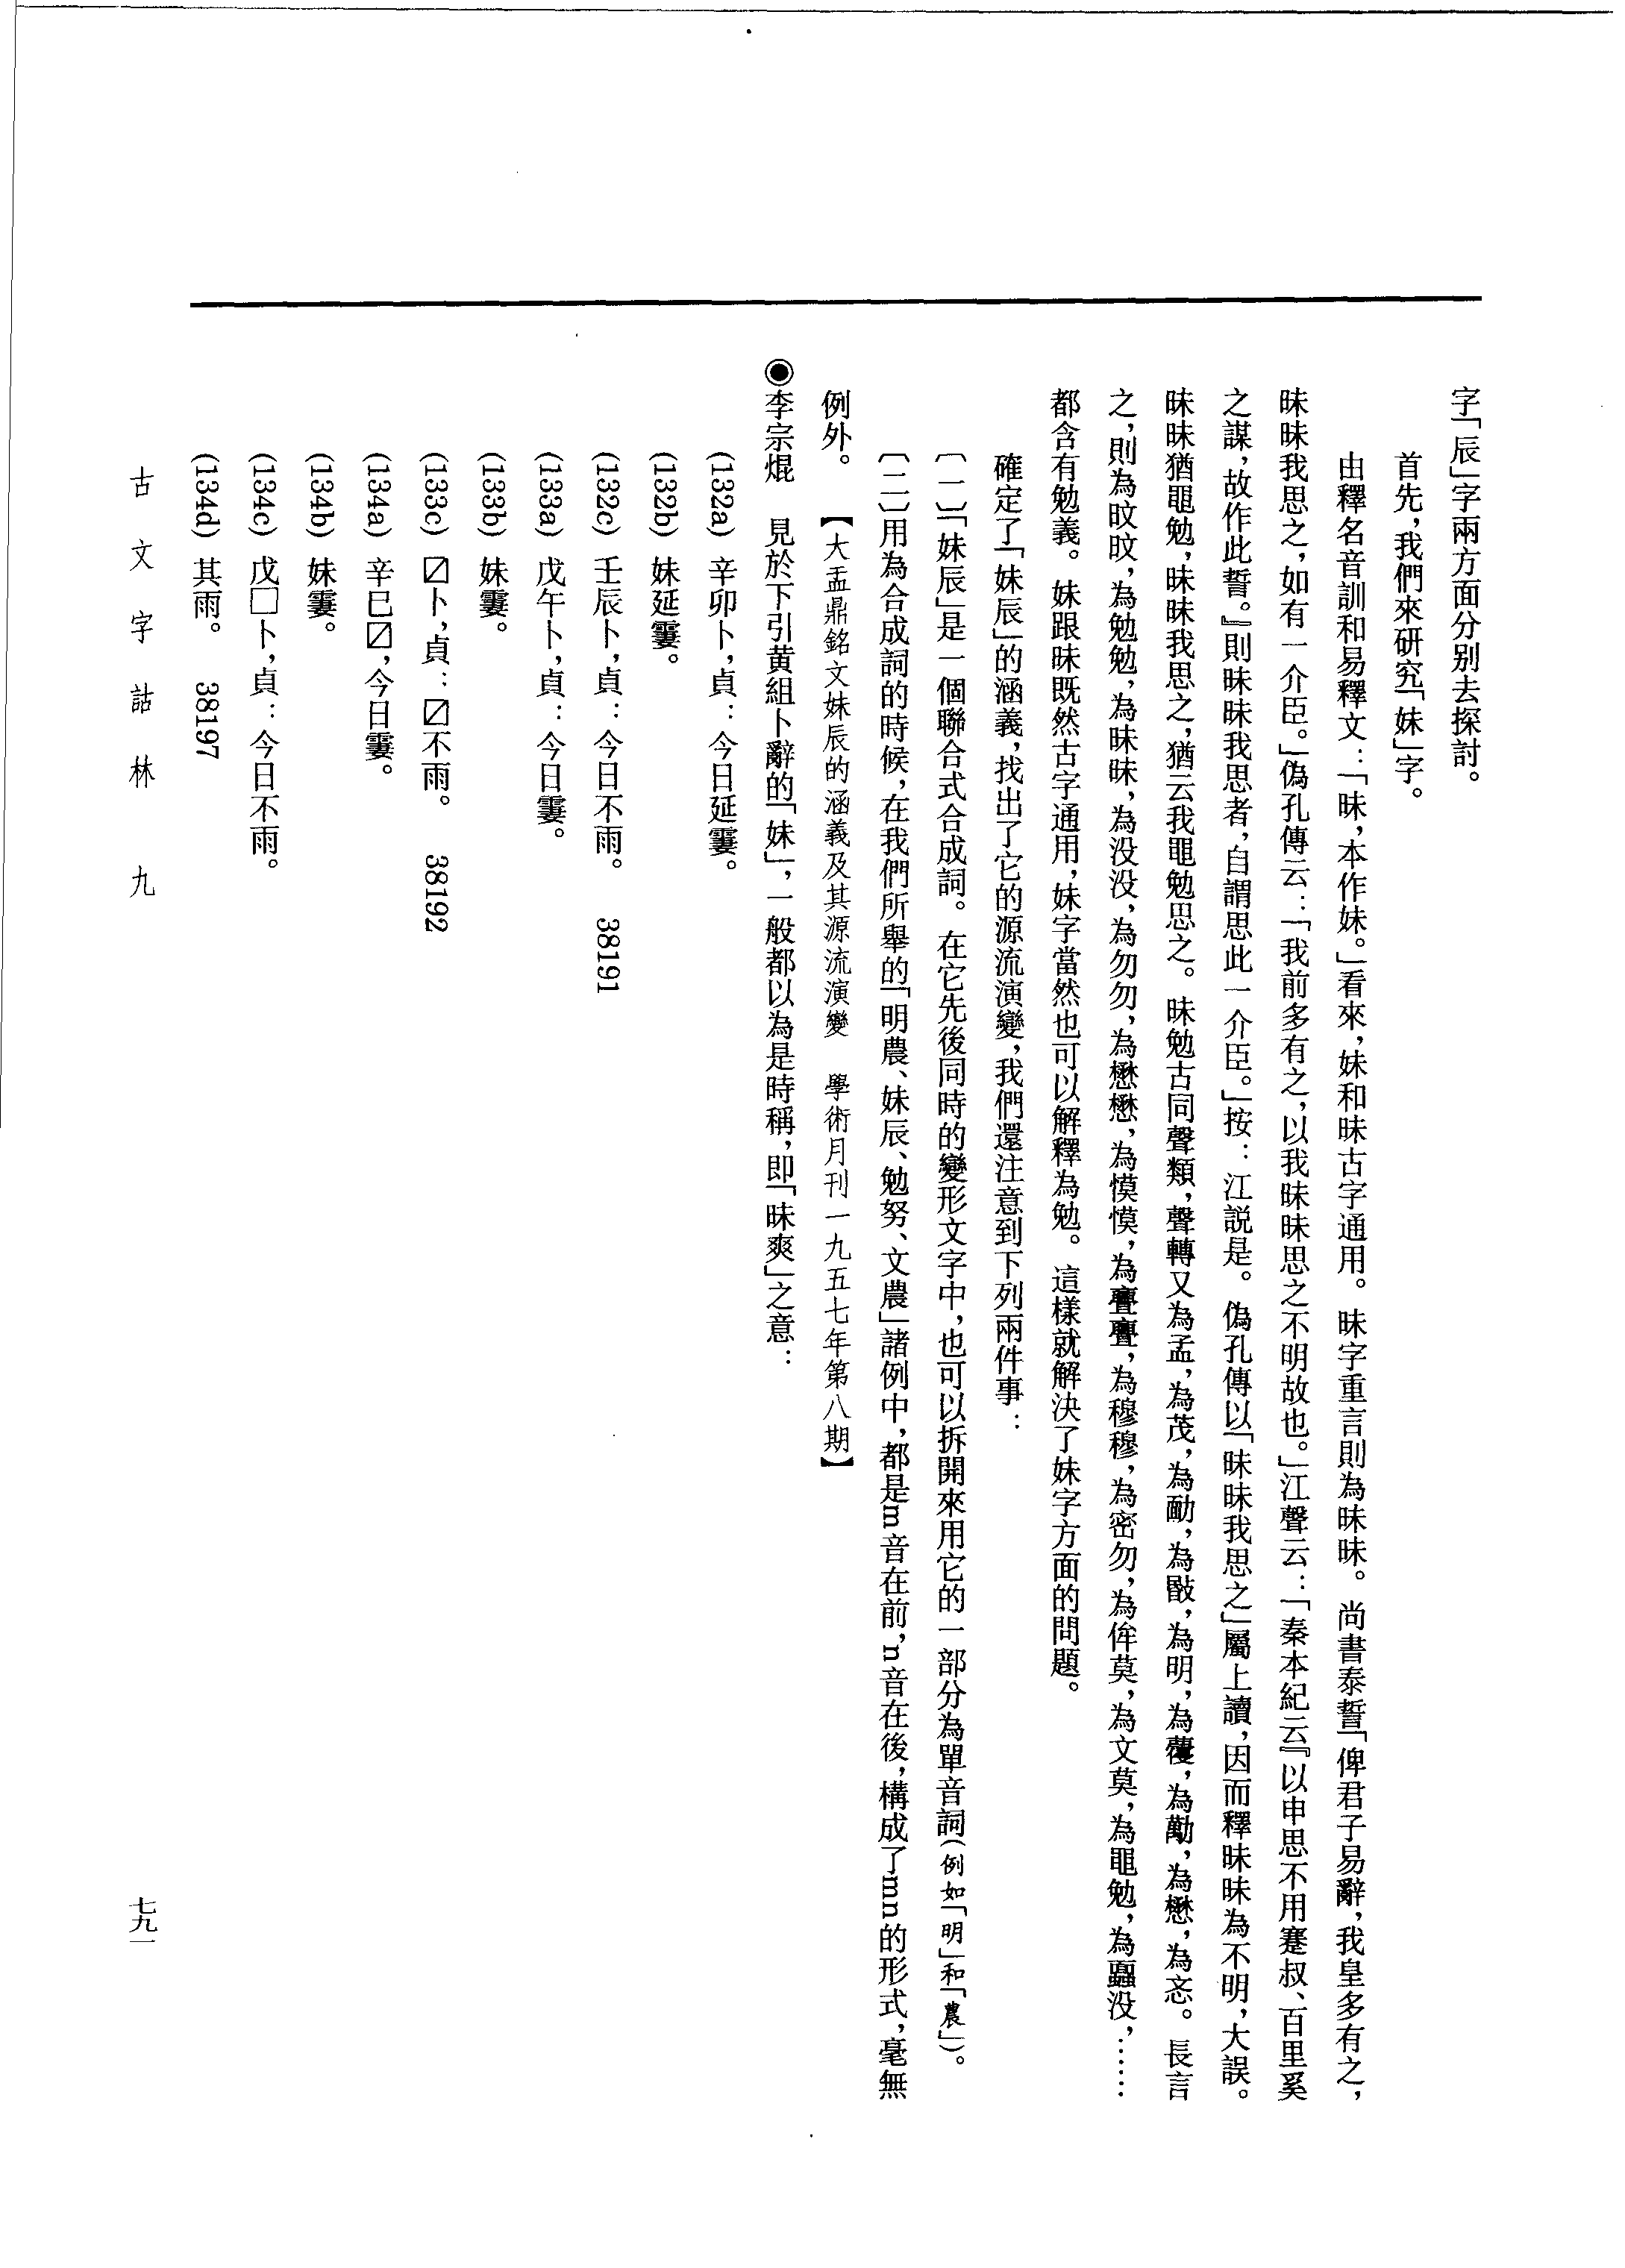 字「辰」字兩方面分别去探討。
首先，我們來研究「妹」字。
由釋名音訓和易釋文：「昧，本作妹。」看來，妹和昧古字通用。昧字重言則為昧昧。尚書泰誓「俾君子易辭，我皇多有之，
昧昧我思之，如有一介臣。」偽孔傳云：「我前多有之，以我昧昧思之不明故也。」江聲云：「秦本紀云『以申思不用蹇叔、百里奚
之謀，故作此誓。』則昧昧我思者，自謂思此一介臣。」按：江説是。偽孔傳以「昧昧我思之」屬上讀，因而釋昧昧為不明，大誤。
昧昧猶黽勉，昧昧我思之，猶云我黽勉思之。昧勉古同聲類，聲轉又為孟，為茂，為勔，為敯，為明，為蘉，為勱，為懋，為忞。長言
之，則為旼旼，為勉勉，為昧昧，為没没，為勿勿，為懋懋，為慔慔，為亹亹，為穆穆，為密勿，為侔莫，為文莫，為黽勉，為蠠没，……
都含有勉義。妹跟昧既然古字通用，妹字當然也可以解釋為勉。這樣就解決了妹字方面的問題。
確定了「妹辰」的涵義，找出了它的源流演變，我們還注意到下列兩件事：
〔一〕「妹辰」是一個聯合式合成詞。在它先後同時的變形文字中，也可以拆開來用它的一部分為單音詞（例如「明」和「農」）。
〔二〕用為合成詞的時候，在我們所舉的「明農、妹辰、勉努、文農」諸例中，都是m音在前，n音在後，構成了mn的形式，毫無
例外。【大盂鼎銘文妹辰的涵義及其源流演變　學術月刊一九五七年第八期】
◉李宗焜　見於下引黄組卜辭的「妹」，一般都以為是時稱，即「昧爽」之意：
(132a) 辛卯卜，貞：今日延霎。
(132b) 妹延霎。
(132c) 壬辰卜，貞：今日不雨。　38191
(133a) 戊午卜，貞：今日霎。
(133b) 妹霎。
(133c) 〼卜，貞：〼不雨。　38192
(134a) 辛巳〼，今日霎。
(134b) 妹霎。
(134c) 戊□卜，貞：今日不雨。
(134d) 其雨。　38197
古文字詁林　九
七九一